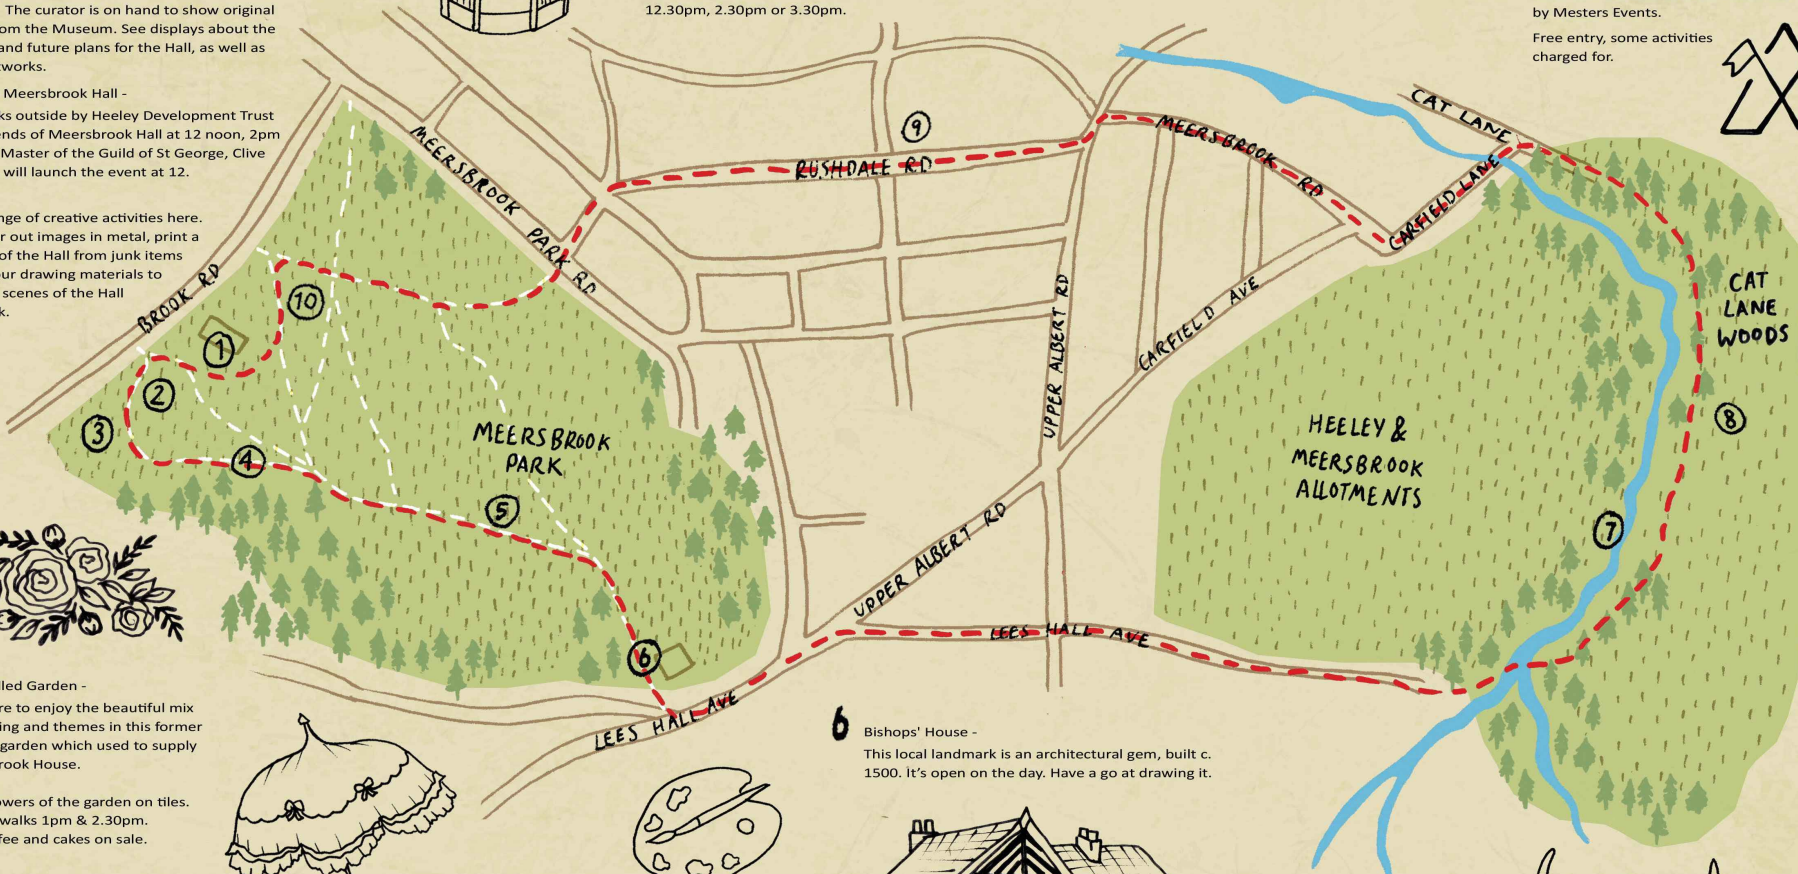 The curator is on hand to show original
om the Museum. See displays about the
and future plans for the Hall, as well as
works.
Meersbrook Hall -
ks outside by Heeley Development Trust
ends of Meersbrook Hall at 12 noon, 2pm
Master of the Guild of St George, Clive
will launch the event at 12.
nge of creative activities here.
r out images in metal, print a
of the Hall from junk items
our drawing materials to
scenes of the Hall
k.
12.30pm, 2.30pm or 3.30pm.
by Mesters Events.
Free entry, some activities
charged for.
MEERSBROOK PARK RD
BROOK RD
RUSHDALE RD
9
MEERSBROOK RD
CAT LANE
CARFIELD LANE
CARFIELD AVE
UPPER ALBERT RD
10
1
2
3
4
5
6
MEERSBROOK
PARK
HEELEY &
MEERSBROOK
ALLOTMENTS
CAT
LANE
WOODS
8
7
UPPER ALBERT RD
LEES HALL AVE
LEES HALL AVE
lled Garden -
re to enjoy the beautiful mix
ing and themes in this former
garden which used to supply
rook House.
owers of the garden on tiles.
walks 1pm & 2.30pm.
fee and cakes on sale.
6 Bishops' House -
This local landmark is an architectural gem, built c.
1500. It's open on the day. Have a go at drawing it.